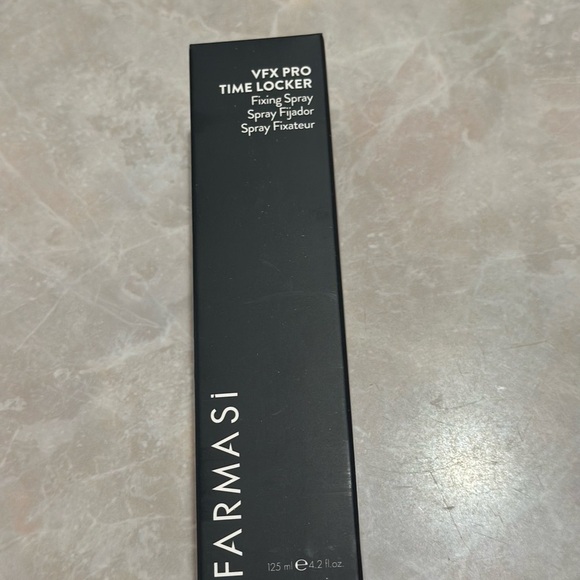 VFX PRO
TIME LOCKER
Fixing Spray
Spray Fijador
Spray Fixateur
FARMASi
125 ml ℮ 4.2 fl.oz.